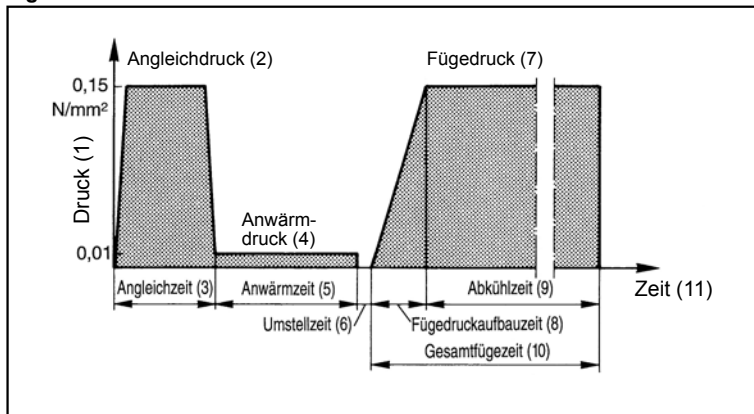 Angleichdruck (2)
Fügedruck (7)
0,15
N/mm²
Druck (1)
Anwärm-
druck (4)
0,01
Angleichzeit (3)
Anwärmzeit (5)
Abkühlzeit (9)
Zeit (11)
Umstellzeit (6)
Fügedruckaufbauzeit (8)
Gesamtfügezeit (10)